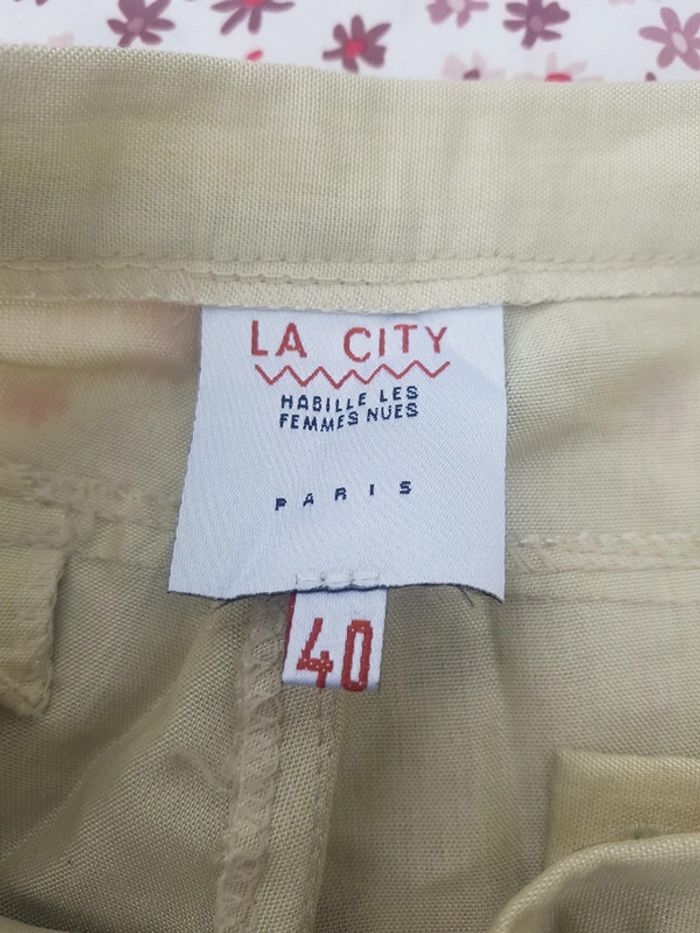 LA CITY
HABILLE LES
FEMMES NUES
PARIS
40